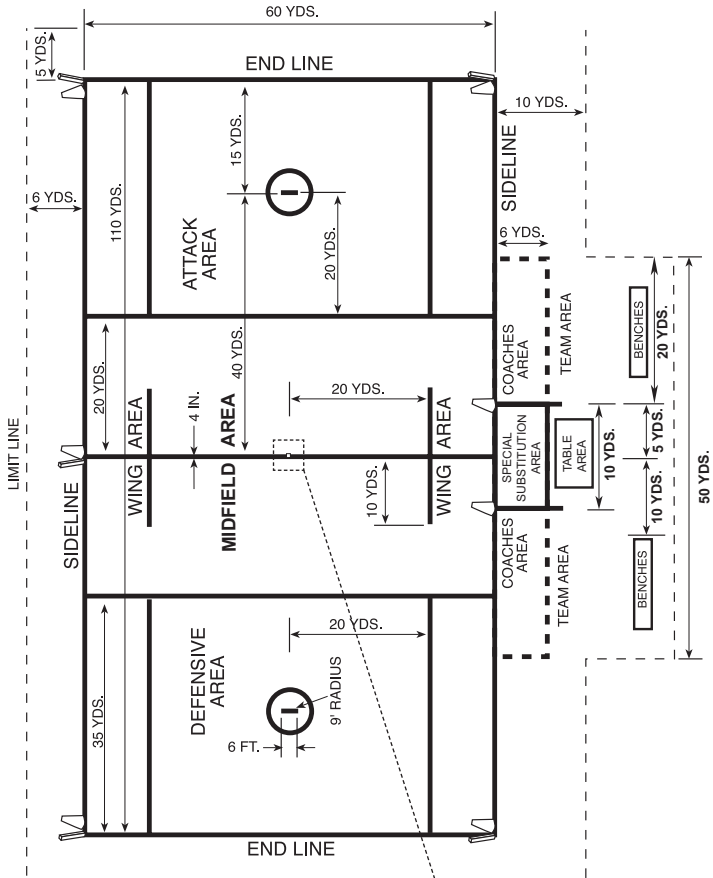 60 YDS.
5 YDS.
END LINE
10 YDS.
15 YDS.
SIDELINE
6 YDS.
110 YDS.
ATTACK
AREA
20 YDS.
6 YDS.
20 YDS.
40 YDS.
4 IN.
20 YDS.
COACHES
AREA
TEAM AREA
BENCHES
20 YDS.
LIMIT LINE
WING AREA
MIDFIELD AREA
WING AREA
10 YDS.
SPECIAL
SUBSTITUTION
AREA
TABLE
AREA
10 YDS.
5 YDS.
10 YDS.
50 YDS.
SIDELINE
COACHES
AREA
TEAM AREA
BENCHES
35 YDS.
DEFENSIVE
AREA
20 YDS.
9' RADIUS
6 FT.
END LINE